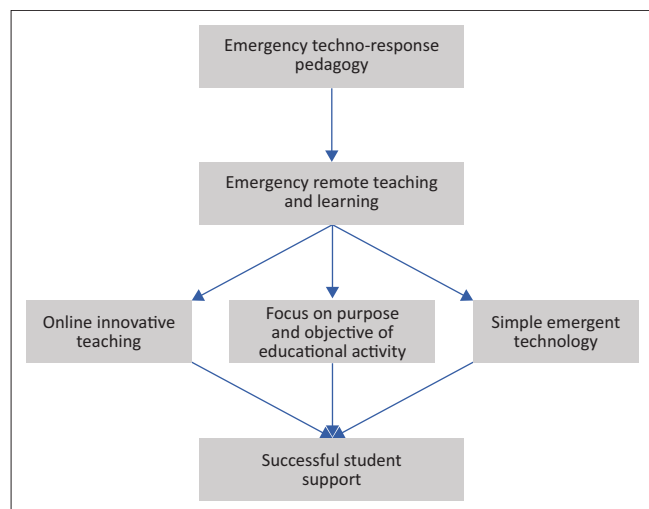 Emergency techno-response
pedagogy
Emergency remote teaching
and learning
Online innovative
teaching
Focus on purpose
and objective of
educational activity
Simple emergent
technology
Successful student
support